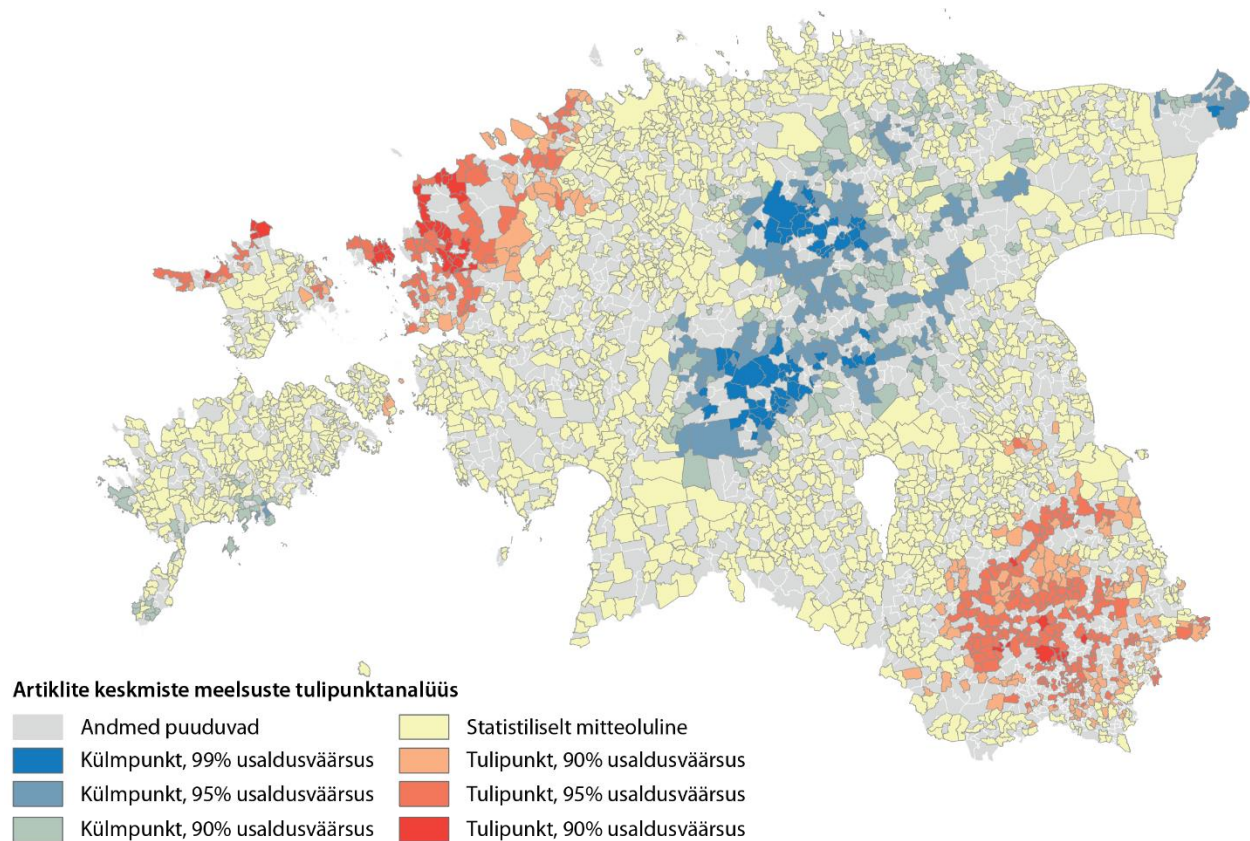 Artiklite keskmiste meelsuste tulipunktanalüüs
Andmed puuduvad
Külmpunkt, 99% usaldusväärsus
Külmpunkt, 95% usaldusväärsus
Külmpunkt, 90% usaldusväärsus
Statistiliselt mitteoluline
Tulipunkt, 90% usaldusväärsus
Tulipunkt, 95% usaldusväärsus
Tulipunkt, 90% usaldusväärsus